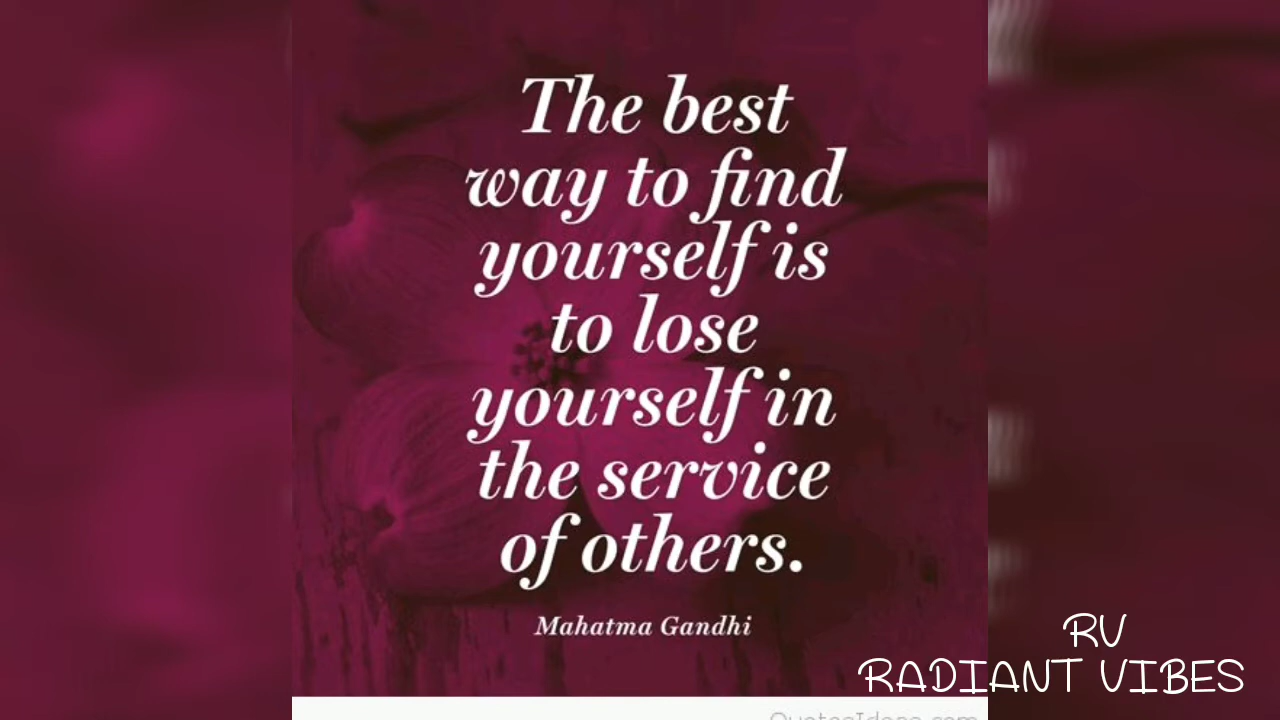 The best
way to find
yourself is
to lose
yourself in
the service
of others.
Mahatma Gandhi
RV
RADIANT VIBES